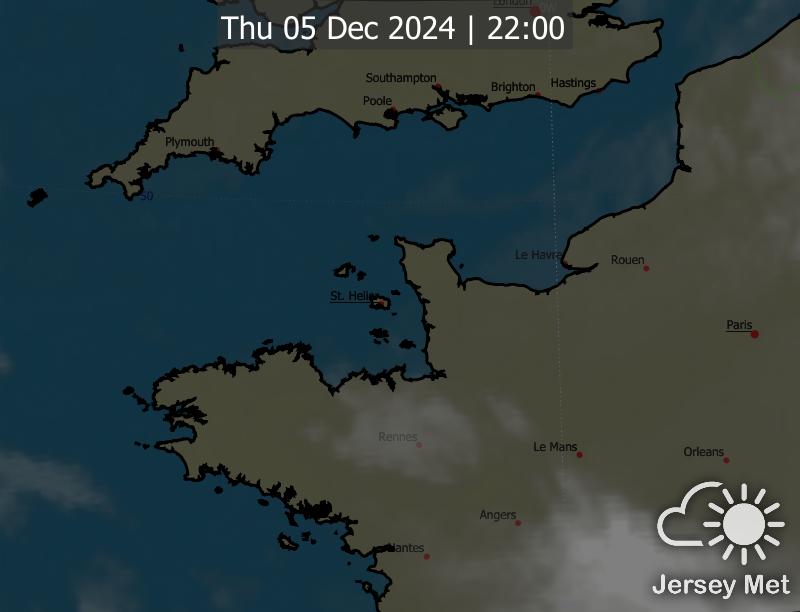 London
Thu 05 Dec 2024 | 22:00
Southampton
Brighton
Hastings
Poole
Plymouth
50
Le Havre
Rouen
St. Helier
Paris
Rennes
Le Mans
Orleans
Angers
Nantes
Jersey Met